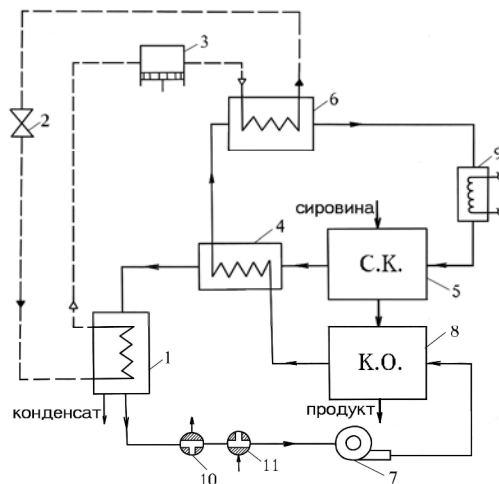 3
6
2
9
сировина
4
С.К.
5
8
К.О.
1
конденсат
продукт
10
11
7